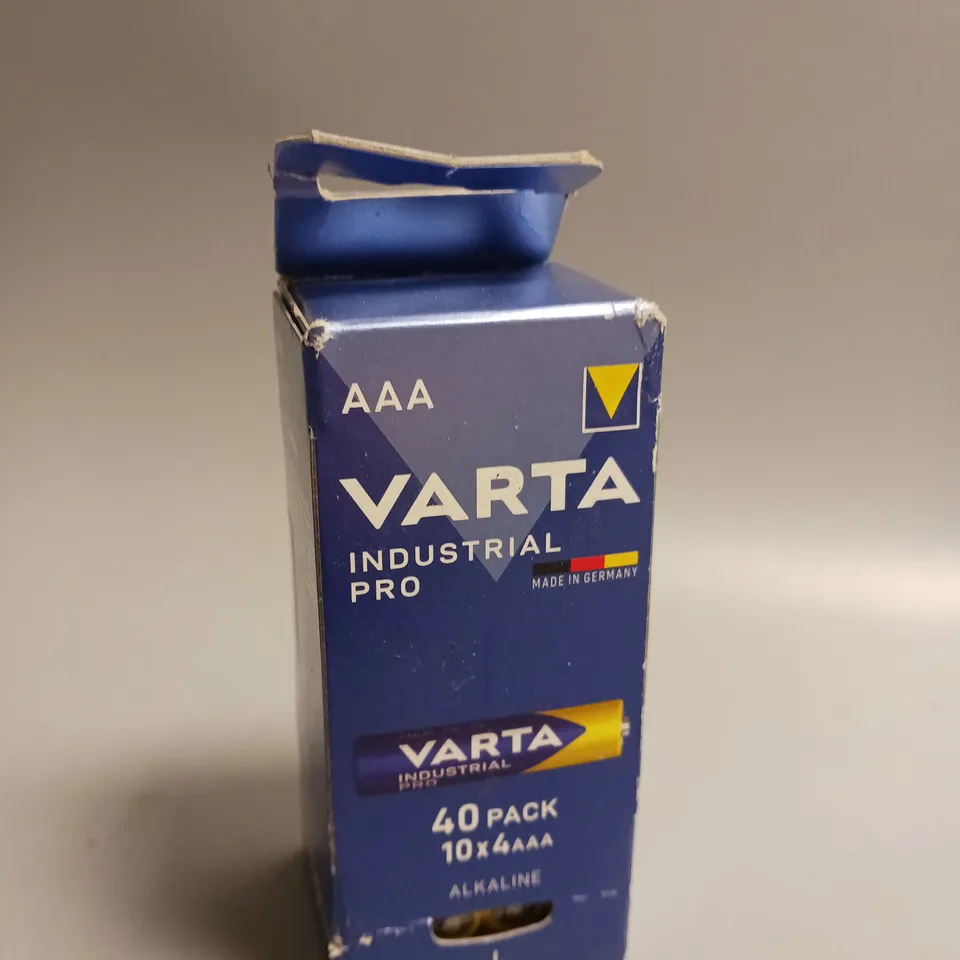 AAA
VARTA
INDUSTRIAL
PRO
MADE IN GERMANY
VARTA
INDUSTRIAL
PRO
40 PACK
10x4AAA
ALKALINE